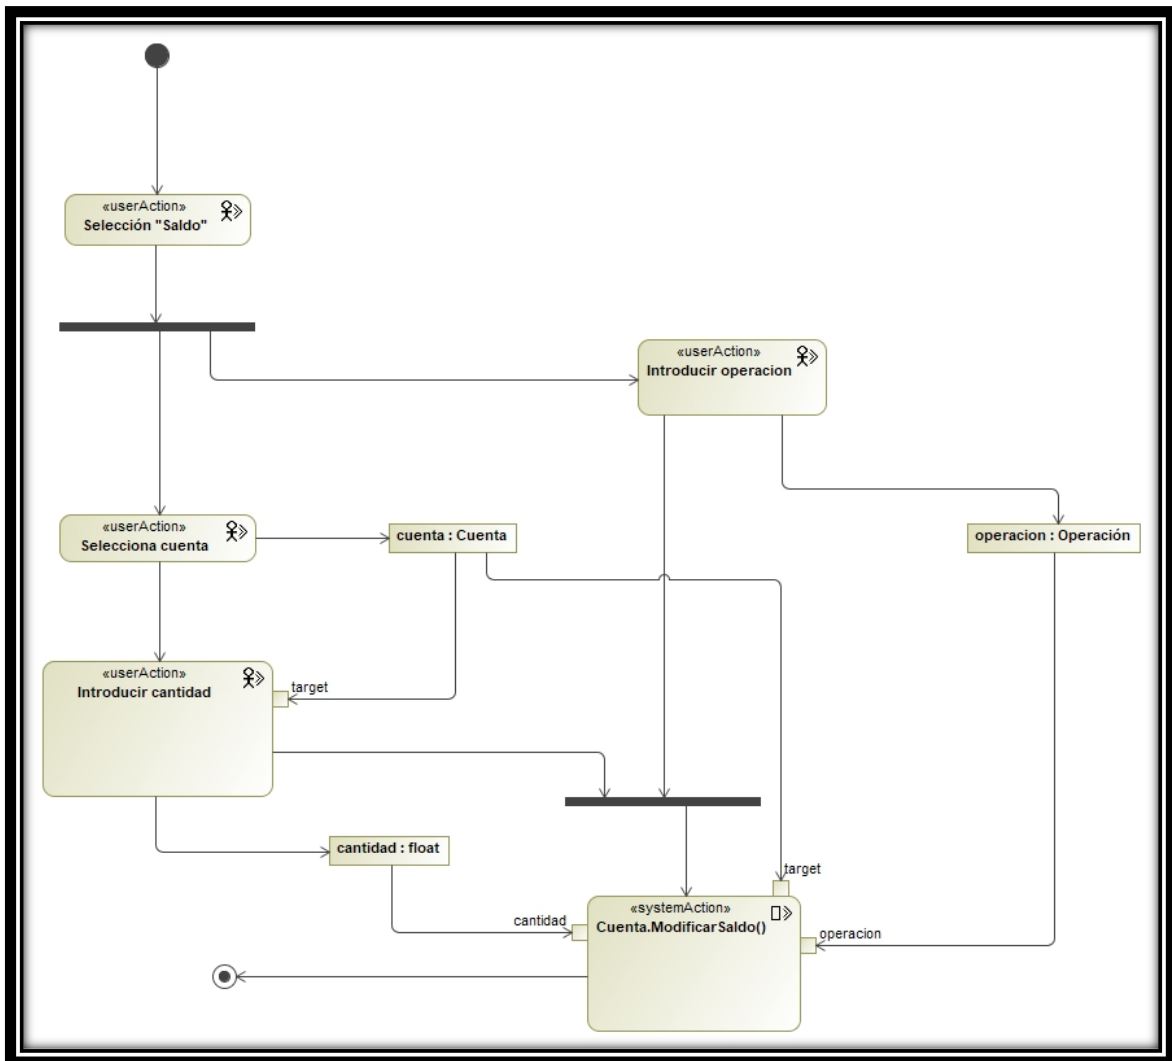 «userAction»
Selección "Saldo"
«userAction»
Introducir operacion
«userAction»
Selecciona cuenta
cuenta : Cuenta
operacion : Operación
«userAction»
Introducir cantidad
target
cantidad : float
target
«systemAction»
Cuenta.ModificarSaldo()
cantidad
operacion